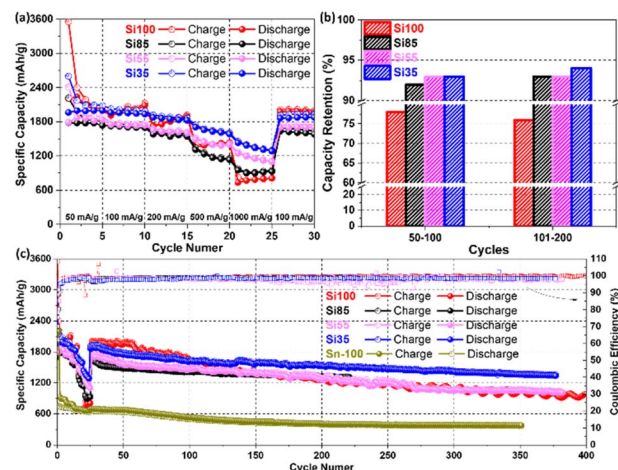 (a)
Specific Capacity (mAh/g)
3600
3000
2400
1800
1200
600
Si100 Charge Discharge
Si85 Charge Discharge
Si55 Charge Discharge
Si35 Charge Discharge
50 mA/g 100 mA/g 200 mA/g 500 mA/g 1000 mA/g 100 mA/g
0 5 10 15 20 25 30
Cycle Numer
(b)
Capacity Retention (%)
95
90
75
70
65
60
20
15
10
5
0
Si100
Si85
Si55
Si35
50-100 101-200
Cycles
(c)
Specific Capacity (mAh/g)
3600
3000
2400
1800
1200
600
0
Si100 Charge Discharge
Si85 Charge Discharge
Si55 Charge Discharge
Si35 Charge Discharge
Sn-100 Charge Discharge
110
100
90
80
70
60
50
40
30
20
10
0
Coulombic Efficiency (%)
0 50 100 150 200 250 300 350 400
Cycle Numer